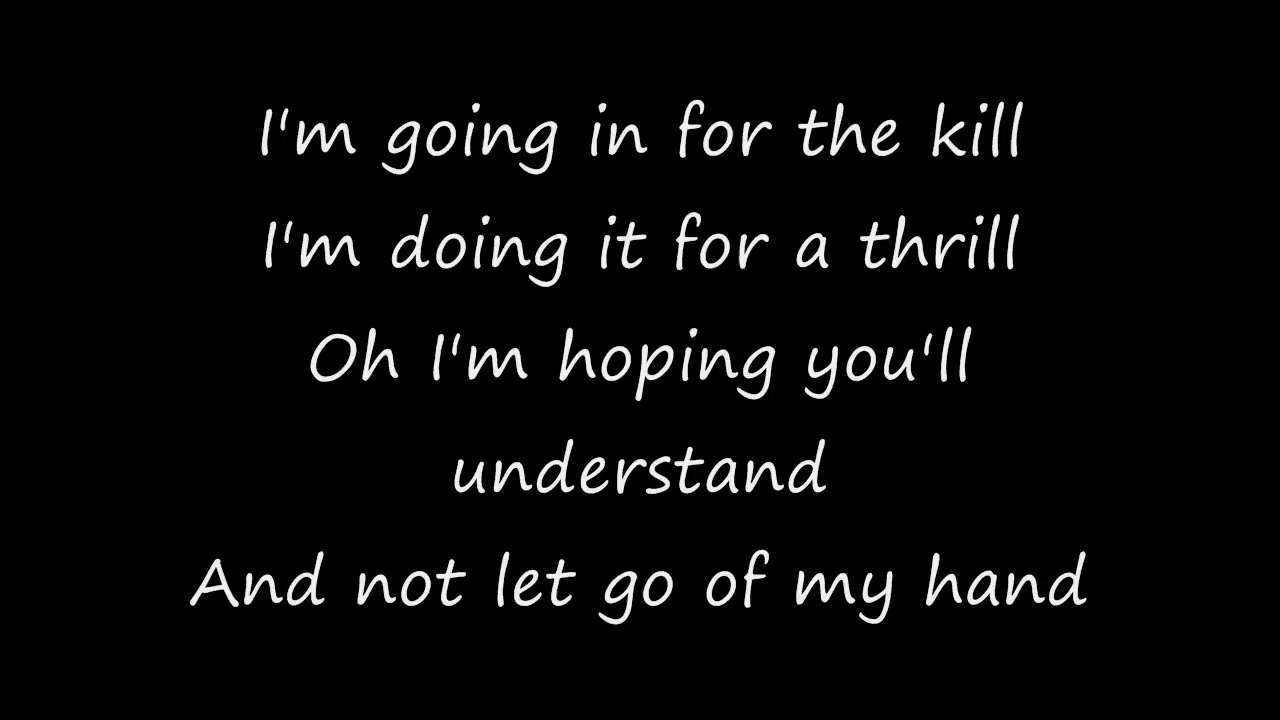 I'm going in for the kill
I'm doing it for a thrill
Oh I'm hoping you'll
understand
And not let go of my hand